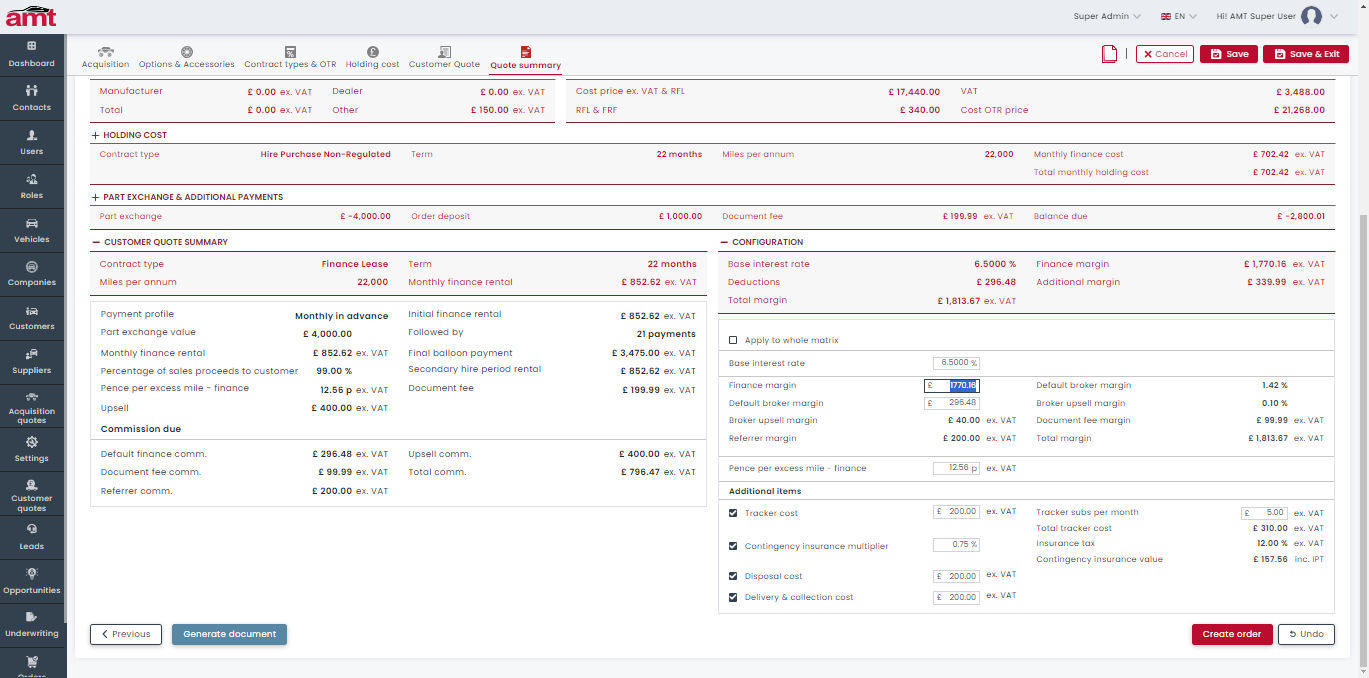 amt
Super Admin
EN
Hi! AMT Super User
Dashboard
Contacts
Users
Roles
Vehicles
Companies
Customers
Suppliers
Acquisition quotes
Settings
Customer quotes
Leads
Opportunities
Underwriting
Orders
Acquisition
Options & Accessories
Contract types & OTR
Holding cost
Customer Quote
Quote summary
Cancel
Save
Save & Exit
Manufacturer £ 0.00 ex. VAT Dealer £ 0.00 ex. VAT
Total £ 0.00 ex. VAT Other £ 150.00 ex. VAT
Cost price ex. VAT & RFL £ 17,440.00 VAT £ 3,488.00
RFL & FRF £ 340.00 Cost OTR price £ 21,268.00
+ HOLDING COST
Contract type Hire Purchase Non-Regulated Term 22 months Miles per annum 22,000 Monthly finance cost £ 702.42 ex. VAT
Total monthly holding cost £ 702.42 ex. VAT
+ PART EXCHANGE & ADDITIONAL PAYMENTS
Part exchange £ -4,000.00 Order deposit £ 1,000.00 Document fee £ 199.99 ex. VAT Balance due £ -2,800.01
− CUSTOMER QUOTE SUMMARY
Contract type Finance Lease Term 22 months
Miles per annum 22,000 Monthly finance rental £ 852.62 ex. VAT
Payment profile Monthly in advance Initial finance rental £ 852.62 ex. VAT
Part exchange value £ 4,000.00 Followed by 21 payments
Monthly finance rental £ 852.62 ex. VAT Final balloon payment £ 3,475.00 ex. VAT
Percentage of sales proceeds to customer 99.00 % Secondary hire period rental £ 852.62 ex. VAT
Pence per excess mile - finance 12.56 p ex. VAT Document fee £ 199.99 ex. VAT
Upsell £ 400.00 ex. VAT
Commission due
Default finance comm. £ 296.48 ex. VAT Upsell comm. £ 400.00 ex. VAT
Document fee comm. £ 99.99 ex. VAT Total comm. £ 796.47 ex. VAT
Referrer comm. £ 200.00 ex. VAT
− CONFIGURATION
Base interest rate 6.5000 % Finance margin £ 1,770.16 ex. VAT
Deductions £ 296.48 Additional margin £ 339.99 ex. VAT
Total margin £ 1,813.67 ex. VAT
Apply to whole matrix
Base interest rate 6.5000 %
Finance margin £ 1770.16 Default broker margin 1.42 %
Default broker margin £ 296.48 Broker upsell margin 0.10 %
Broker upsell margin £ 40.00 ex. VAT Document fee margin £ 99.99 ex. VAT
Referrer margin £ 200.00 ex. VAT Total margin £ 1,813.67 ex. VAT
Pence per excess mile - finance 12.56 p ex. VAT
Additional items
Tracker cost £ 200.00 ex. VAT Tracker subs per month £ 5.00 ex. VAT
Total tracker cost £ 310.00 ex. VAT
Contingency insurance multiplier 0.75 % Insurance tax 12.00 % ex. VAT
Contingency insurance value £ 157.56 inc. IPT
Disposal cost £ 200.00 ex. VAT
Delivery & collection cost £ 200.00 ex. VAT
Previous
Generate document
Create order
Undo